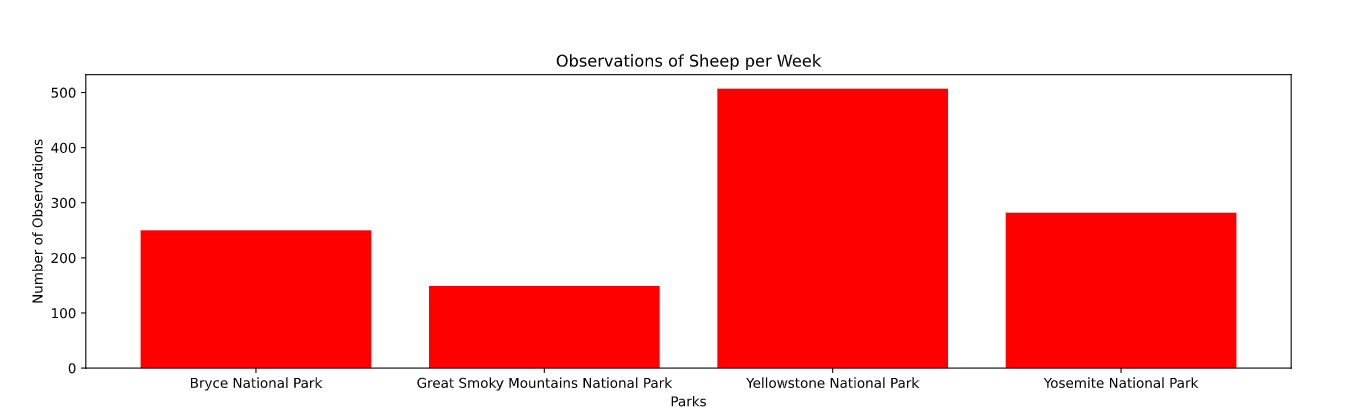 Observations of Sheep per Week
Number of Observations
500
400
300
200
100
0
Bryce National Park
Great Smoky Mountains National Park
Yellowstone National Park
Yosemite National Park
Parks